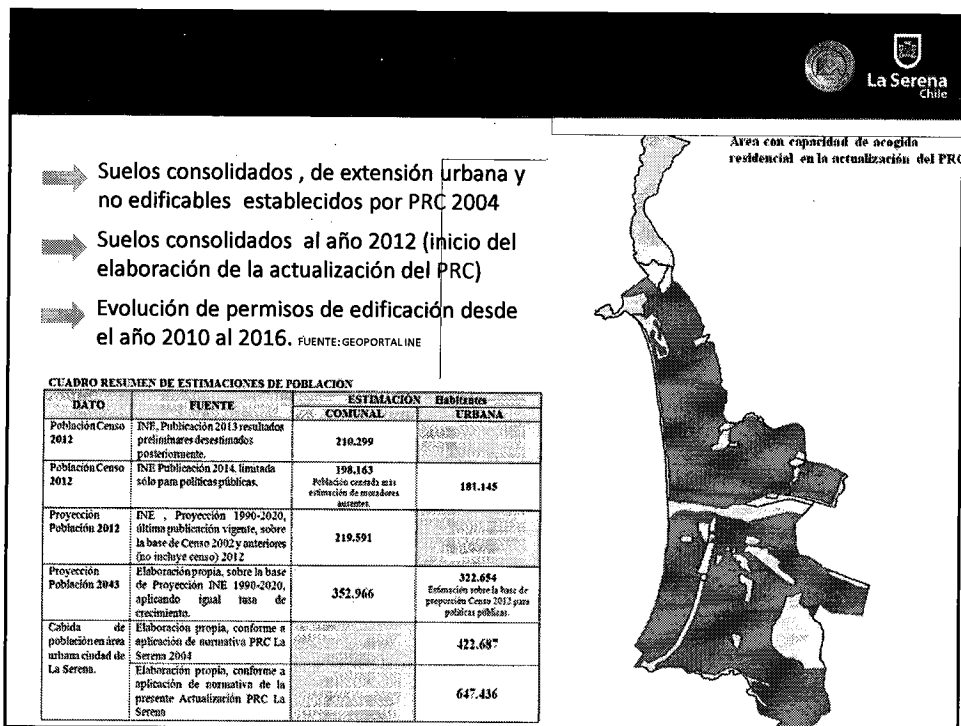 La Serena
Chile
Area con capacidad de acogida
residencial en la actualización del PRC
Suelos consolidados , de extensión urbana y
no edificables establecidos por PRC 2004
Suelos consolidados al año 2012 (inicio del
elaboración de la actualización del PRC)
Evolución de permisos de edificación desde
el año 2010 al 2016. FUENTE: GEOPORTAL INE
CUADRO RESUMEN DE ESTIMACIONES DE POBLACIÓN
DATO FUENTE ESTIMACIÓN Habitantes
COMUNAL URBANA
Población Censo
2012
INE, Publicación 2013 resultados
preliminares desestimados
posteriormente.
210.299
Población Censo
2012
INE Publicación 2014, limitada
sólo para políticas públicas.
198.163
Población censada más
estimación de moradores
ausentes.
181.145
Proyección
Población 2012
INE , Proyección 1990-2020,
última publicación vigente, sobre
la base de Censo 2002 y anteriores
(no incluye censo) 2012
219.591
Proyección
Población 2043
Elaboración propia, sobre la base
de Proyección INE 1990-2020,
aplicando igual tasa de
crecimiento.
352.966
322.654
Estimación sobre la base de
proporción Censo 2012 para
políticas públicas.
Cabida de
población en área
urbana ciudad de
La Serena.
Elaboración propia, conforme a
aplicación de normativa PRC La
Serena 2004
422.687
Elaboración propia, conforme a
aplicación de normativa de la
presente Actualización PRC La
Serena
647.436